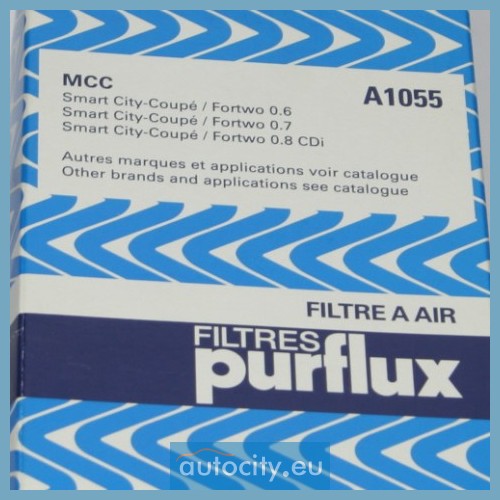 MCC
A1055
Smart City-Coupé / Fortwo 0.6
Smart City-Coupé / Fortwo 0.7
Smart City-Coupé / Fortwo 0.8 CDi
Autres marques et applications voir catalogue
Other brands and applications see catalogue
FILTRE A AIR
FILTRES
purflux
autocity.eu